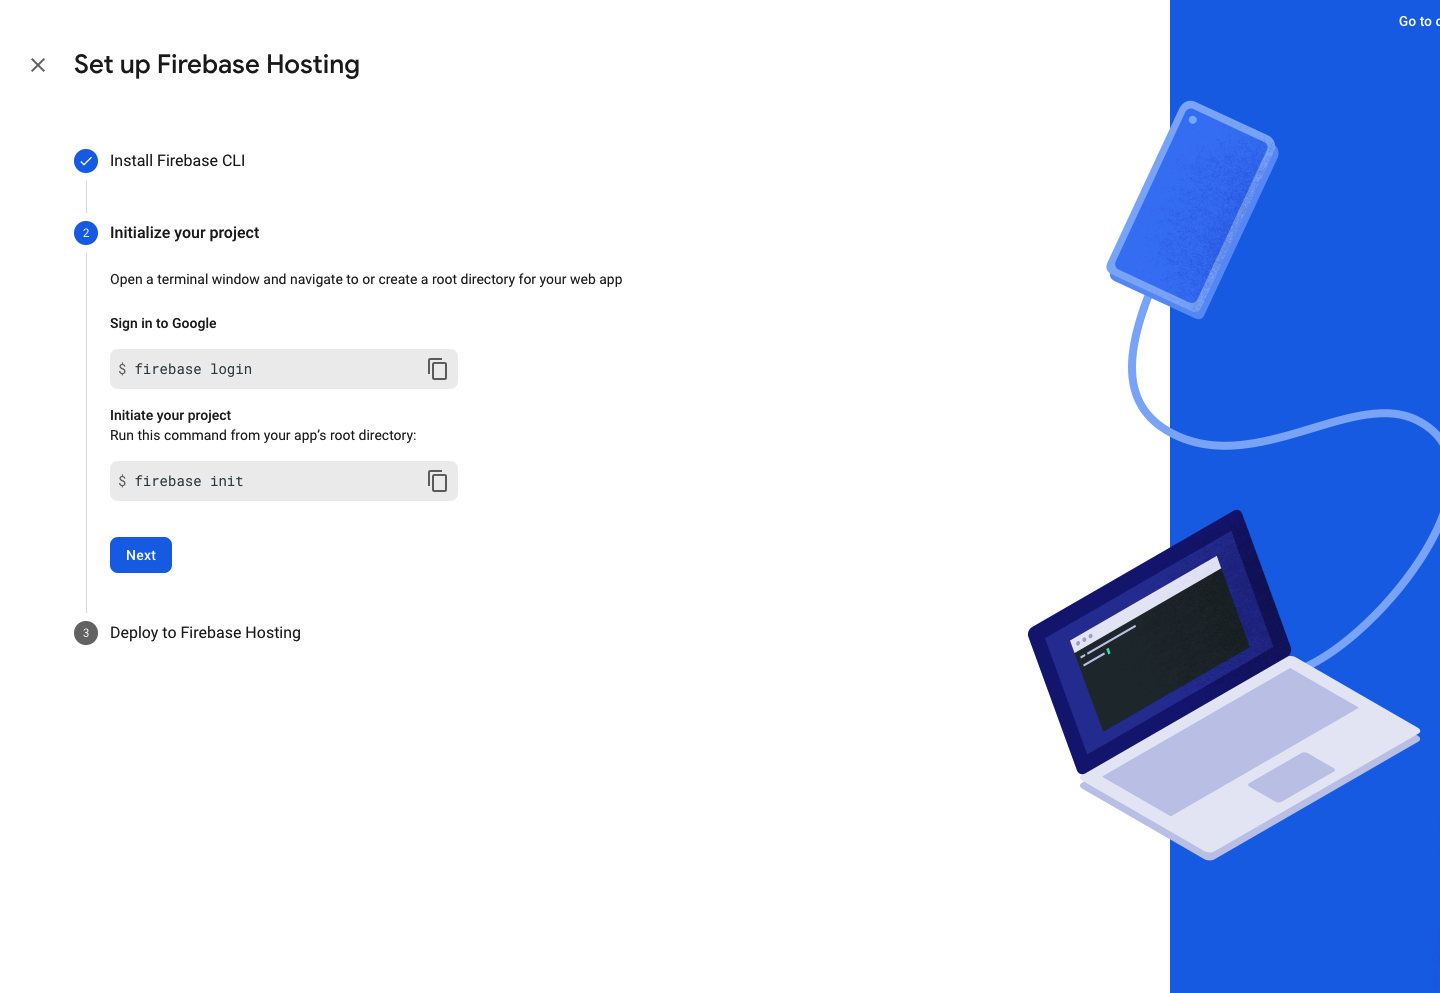 Go to
Set up Firebase Hosting
Install Firebase CLI
2 Initialize your project
Open a terminal window and navigate to or create a root directory for your web app
Sign in to Google
$ firebase login
Initiate your project
Run this command from your app’s root directory:
$ firebase init
Next
3 Deploy to Firebase Hosting